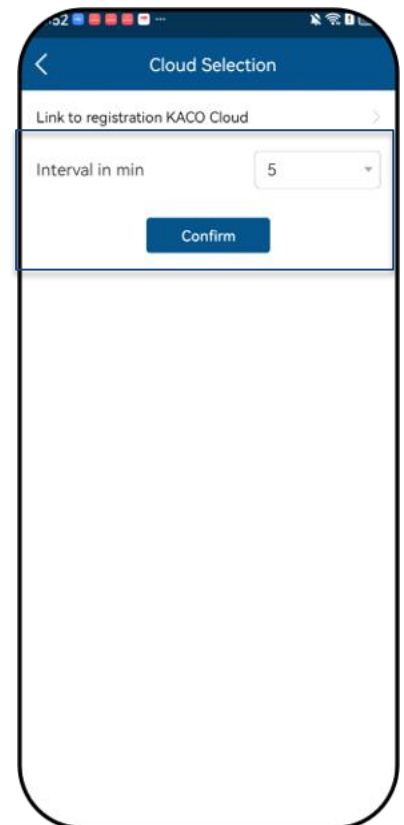 Cloud Selection
Link to registration KACO Cloud
Interval in min
5
Confirm